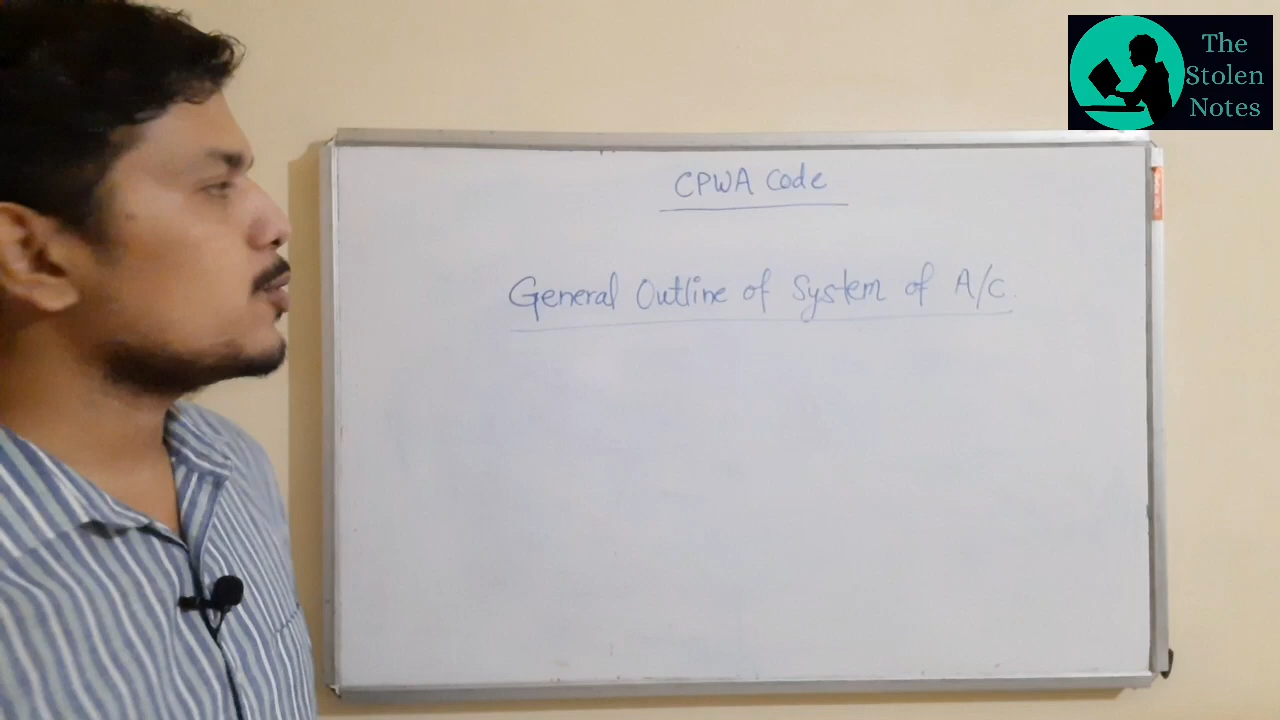 The
Stolen
Notes
CPWA Code
General Outline of System of A/c.